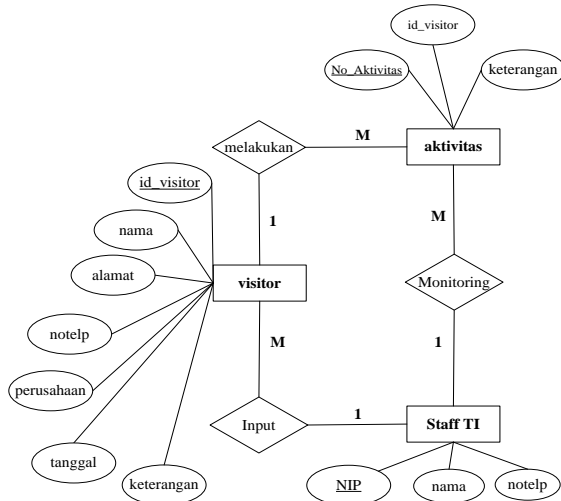 id_visitor
No_Aktivitas
keterangan
melakukan
M
aktivitas
id_visitor
nama
1
M
alamat
visitor
Monitoring
notelp
M
1
perusahaan
Input
1
Staff TI
tanggal
keterangan
NIP
nama
notelp